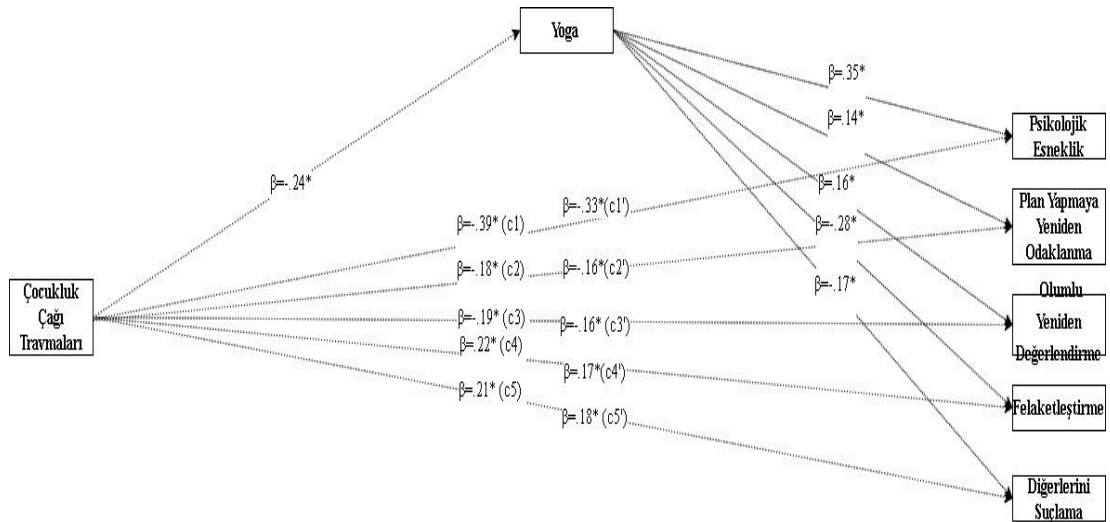 Yoga
β=.35*
β=.14*
Psikolojik
Esneklik
β=-.24*
β=.16*
β=-.33*(c1')
β=-.39* (c1)
β=-.28*
Plan Yapmaya
Yeniden
Odaklanma
β=-.18* (c2)
β=-.16*(c2')
β=-.17*
Çocukluk
Çağı
Travmaları
Olumlu
Yeniden
Değerlendirme
β=-.19* (c3)
β=-.16* (c3')
β=.22* (c4)
β=.17*(c4')
β=.21* (c5)
Felaketleştirme
β=.18* (c5')
Diğerlerini
Suçlama